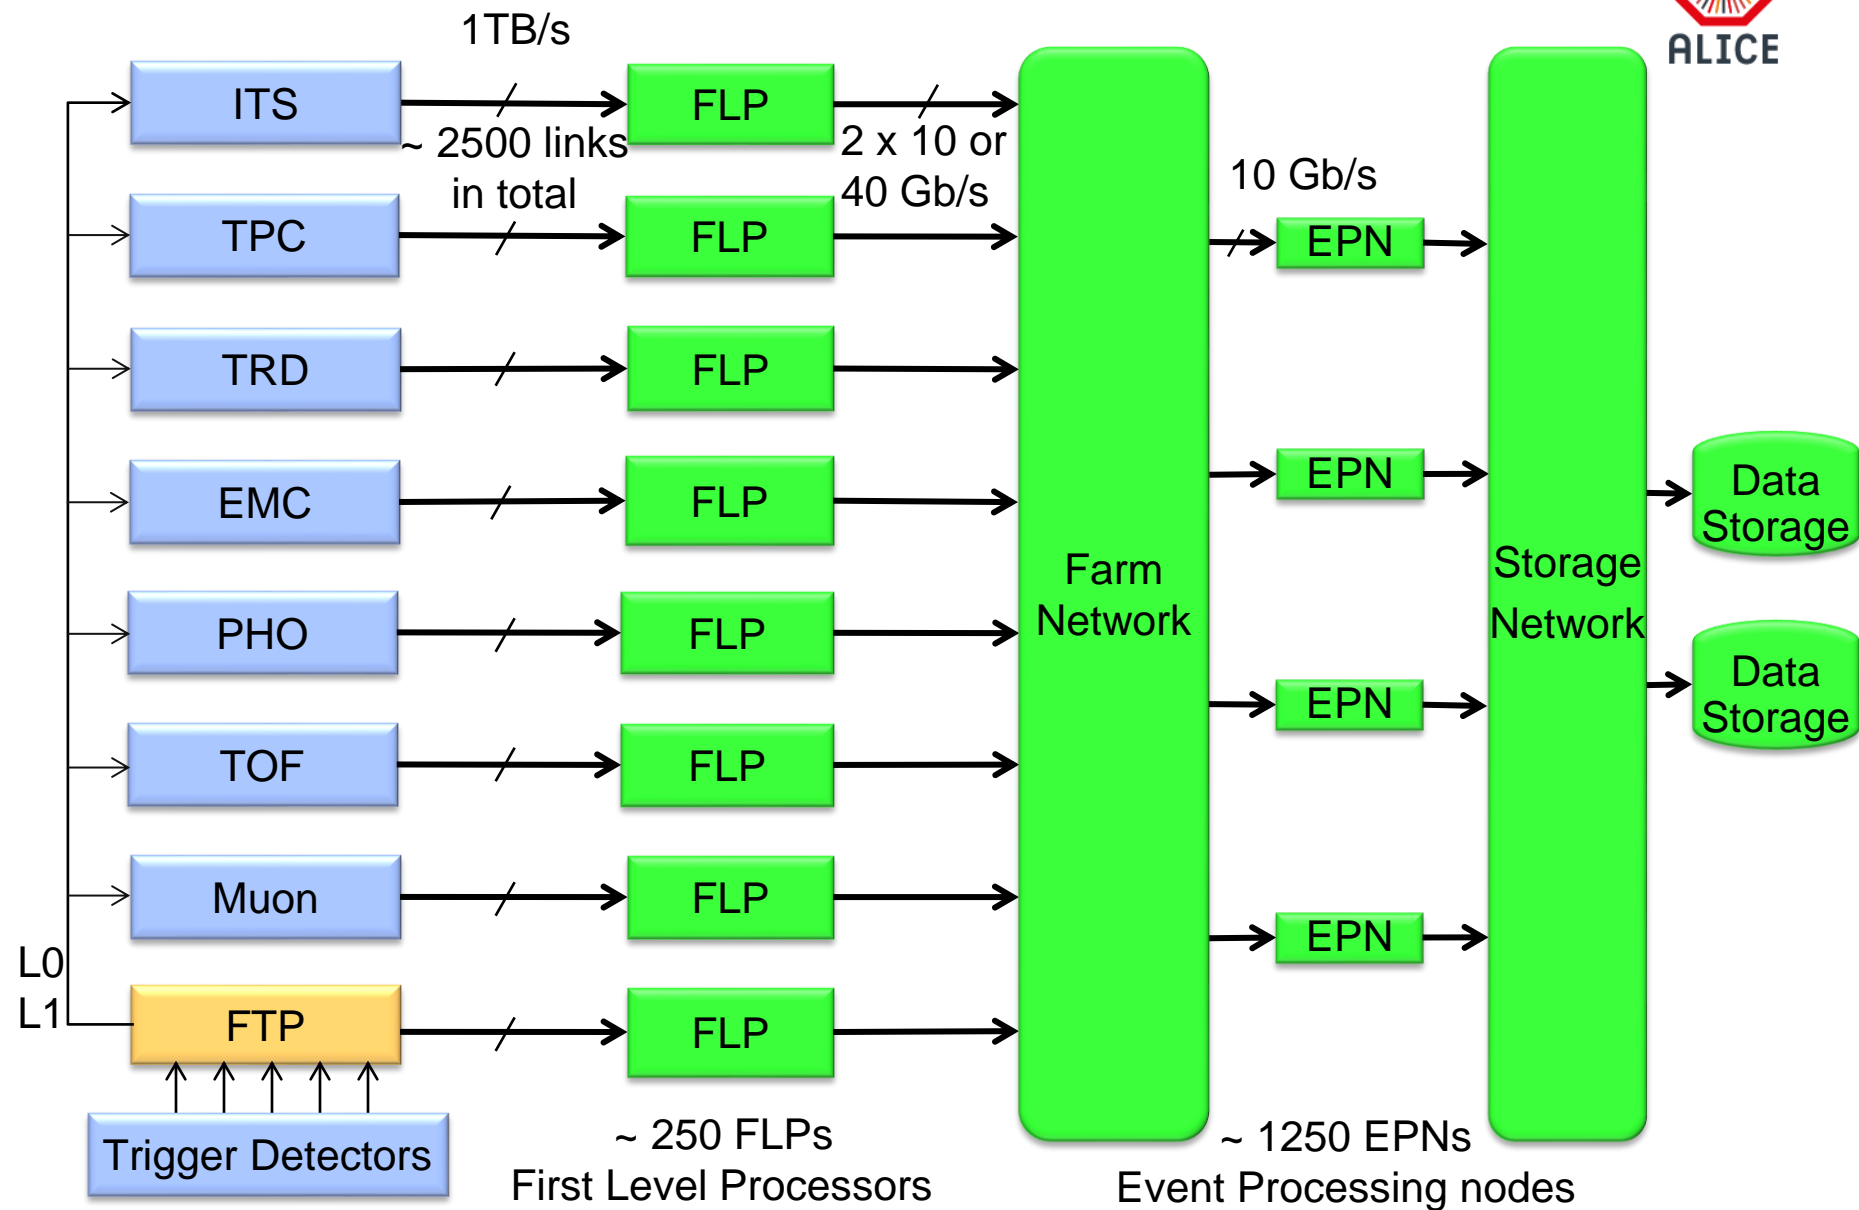 1TB/s
ALICE
ITS
FLP
~ 2500 links
in total
2 x 10 or
40 Gb/s
10 Gb/s
TPC
FLP
EPN
TRD
FLP
EMC
FLP
EPN
Data
Storage
Farm
Network
Storage
Network
PHO
FLP
EPN
Data
Storage
TOF
FLP
Muon
FLP
EPN
L0
L1
FTP
FLP
Trigger Detectors
~ 250 FLPs
First Level Processors
~ 1250 EPNs
Event Processing nodes